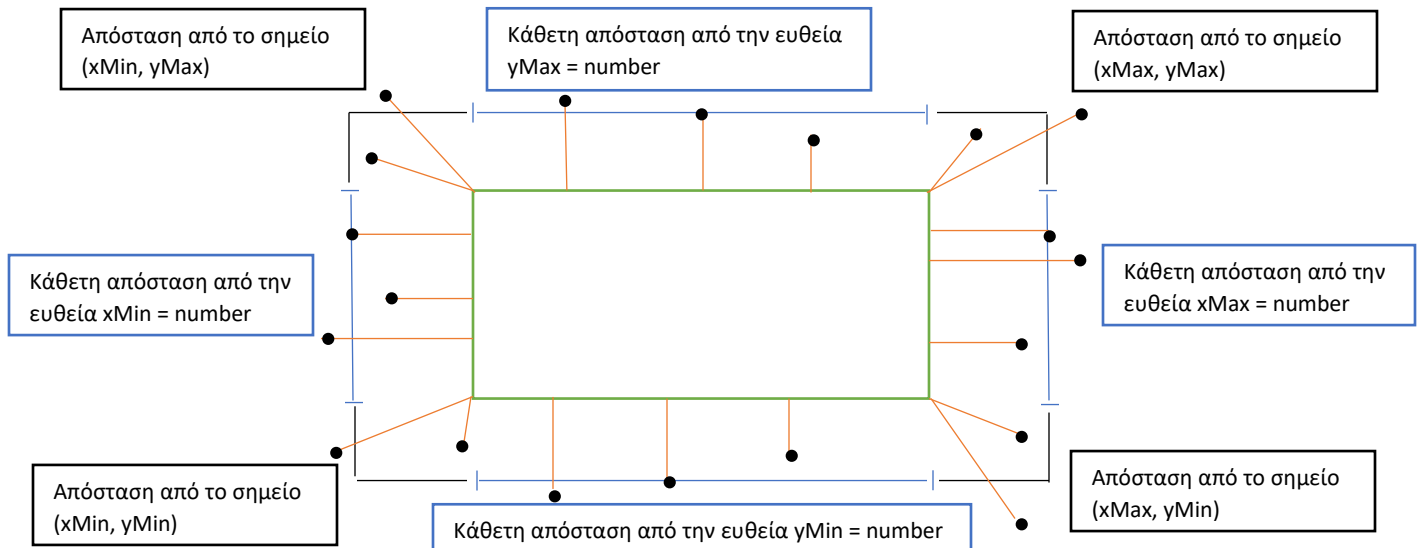 Απόσταση από το σημείο
(xMin, yMax)
Κάθετη απόσταση από την ευθεία
yMax = number
Απόσταση από το σημείο
(xMax, yMax)
Κάθετη απόσταση από την
ευθεία xMin = number
Κάθετη απόσταση από την
ευθεία xMax = number
Απόσταση από το σημείο
(xMin, yMin)
Κάθετη απόσταση από την ευθεία yMin = number
Απόσταση από το σημείο
(xMax, yMin)